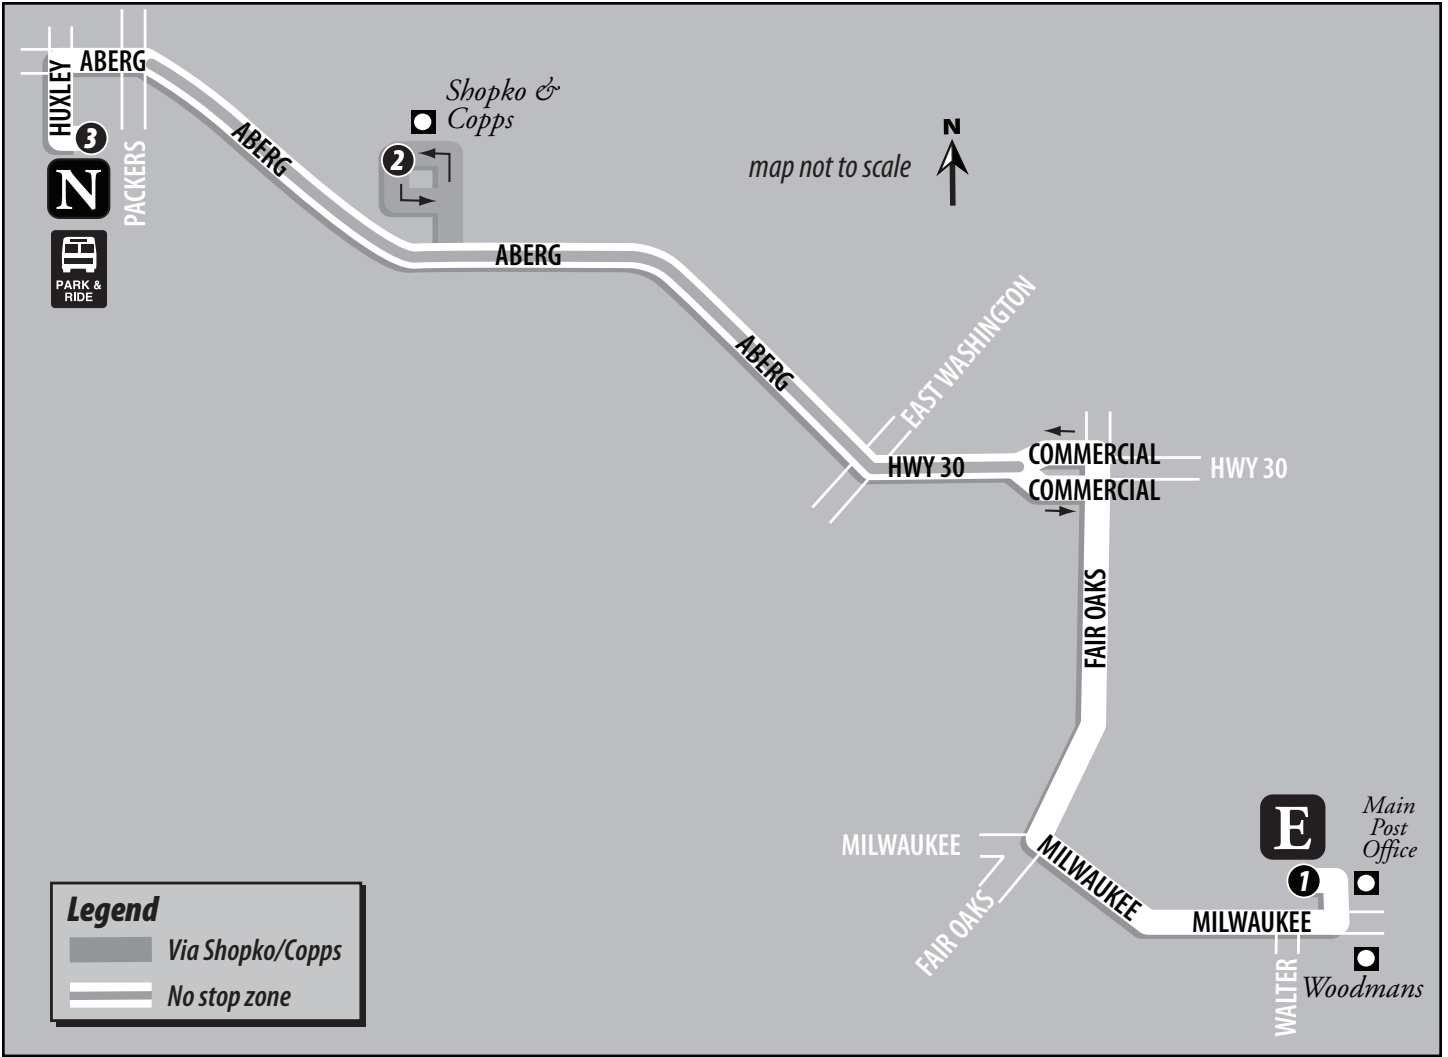 ABERG
HUXLEY
3
N
PARK &
RIDE
PACKERS
ABERG
Shopko &
Copps
2
map not to scale
N
ABERG
ABERG
EAST WASHINGTON
HWY 30
COMMERCIAL
COMMERCIAL
HWY 30
FAIR OAKS
MILWAUKEE
FAIR OAKS
MILWAUKEE
MILWAUKEE
WALTER
E
1
Main
Post
Office
Woodmans
Legend
Via Shopko/Copps
No stop zone